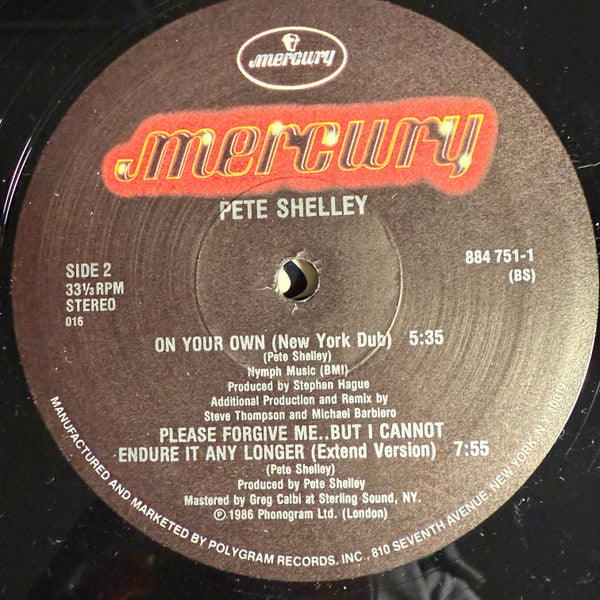 mercury
mercury
PETE SHELLEY
SIDE 2
33⅓ RPM
STEREO
016
884 751-1
(BS)
ON YOUR OWN (New York Dub) 5:35
(Pete Shelley)
Nymph Music (BMI)
Produced by Stephen Hague
Additional Production and Remix by
Steve Thompson and Michael Barbiero
PLEASE FORGIVE ME..BUT I CANNOT
ENDURE IT ANY LONGER (Extend Version) 7:55
(Pete Shelley)
Produced by Pete Shelley
Mastered by Greg Calbi at Sterling Sound, NY.
℗ 1986 Phonogram Ltd. (London)
MANUFACTURED AND MARKETED BY POLYGRAM RECORDS, INC., 810 SEVENTH AVENUE, NEW YORK, N.Y. 10019